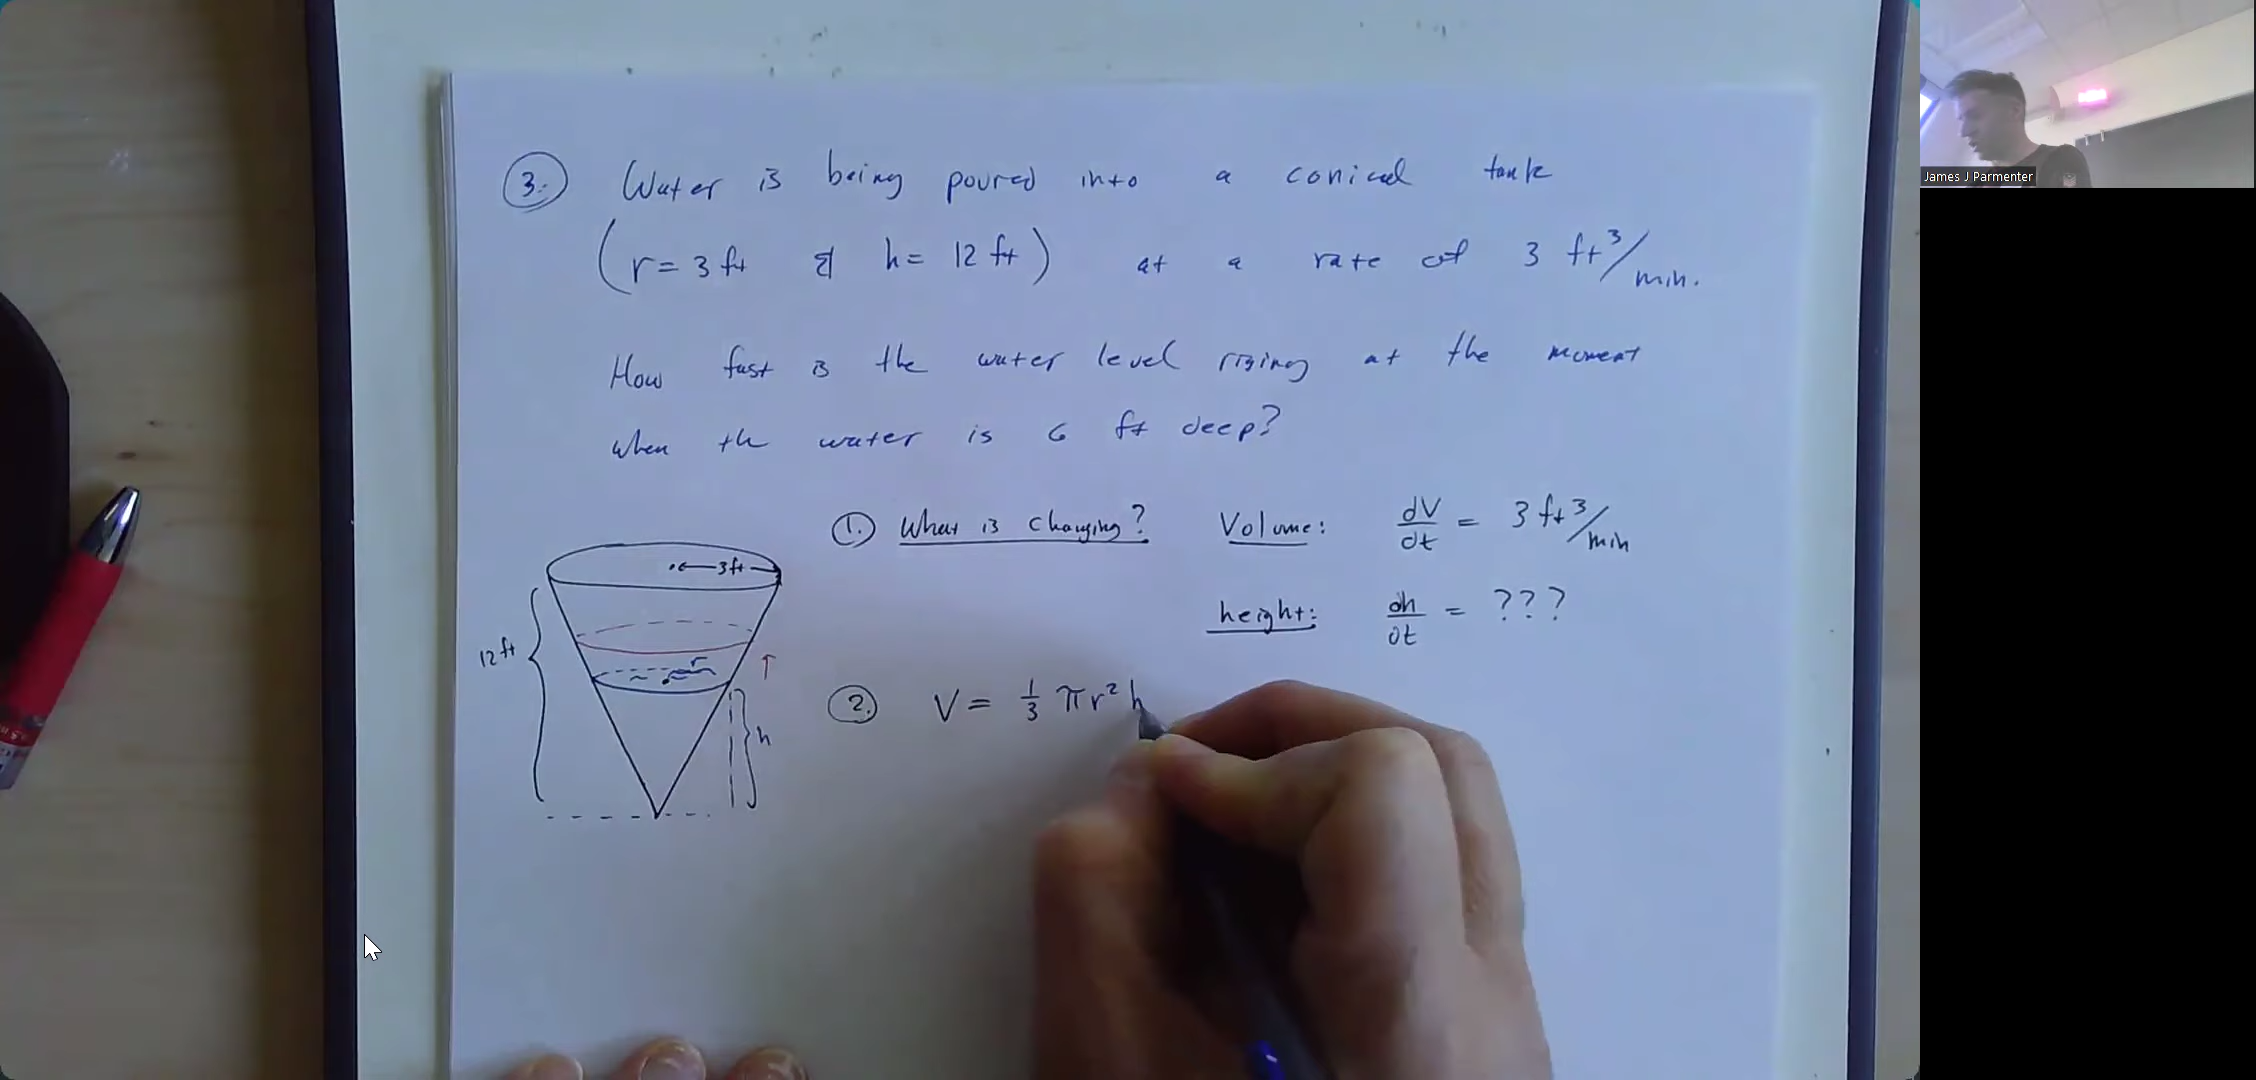 3. Water is being poured into a conical tank
(r = 3 ft & h = 12 ft) at a rate of 3 ft³/min.
How fast is the water level rising at the moment
when the water is 6 ft deep?
1. What is changing? Volume: dV/dt = 3 ft³/min
height: dh/dt = ???
2. V = 1/3 πr²h
3 ft
12 ft
r
h
James J Parmenter